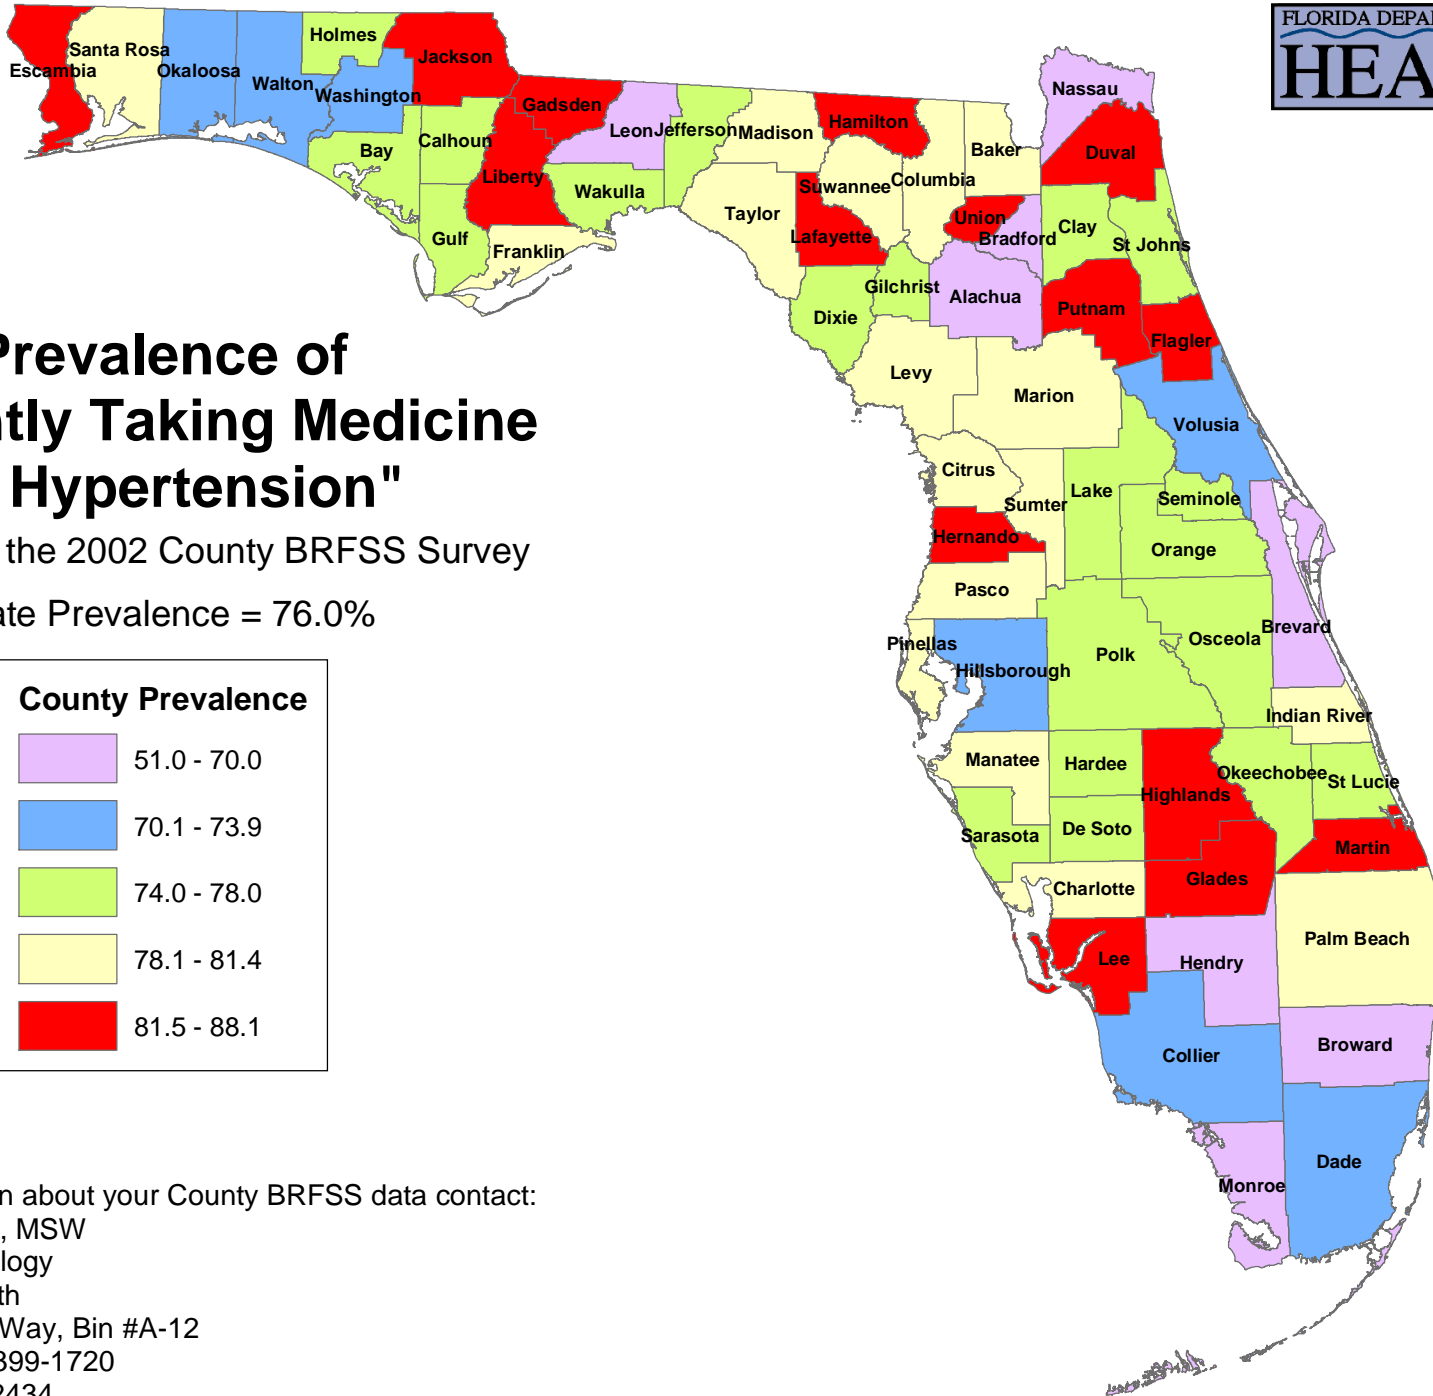 FLORIDA DEPA
HEA
Holmes
Santa Rosa
Jackson
Escambia
Okaloosa
Walton
Washington
Nassau
Gadsden
Leon
Jefferson
Madison
Hamilton
Calhoun
Bay
Baker
Duval
Liberty
Wakulla
Suwannee
Columbia
Taylor
Union
Lafayette
Bradford
Clay
St Johns
Gulf
Franklin
Gilchrist
Alachua
Dixie
Putnam
Flagler
Levy
Marion
Volusia
Citrus
Sumter
Lake
Seminole
Hernando
Orange
Pasco
Pinellas
Hillsborough
Polk
Osceola
Brevard
Indian River
Manatee
Hardee
Okeechobee
St Lucie
Highlands
Sarasota
De Soto
Martin
Charlotte
Glades
Lee
Hendry
Palm Beach
Collier
Broward
Monroe
Dade
Prevalence of
ntly Taking Medicine
Hypertension"
the 2002 County BRFSS Survey
ate Prevalence = 76.0%
County Prevalence
51.0 - 70.0
70.1 - 73.9
74.0 - 78.0
78.1 - 81.4
81.5 - 88.1
n about your County BRFSS data contact:
, MSW
logy
th
Way, Bin #A-12
399-1720
2434